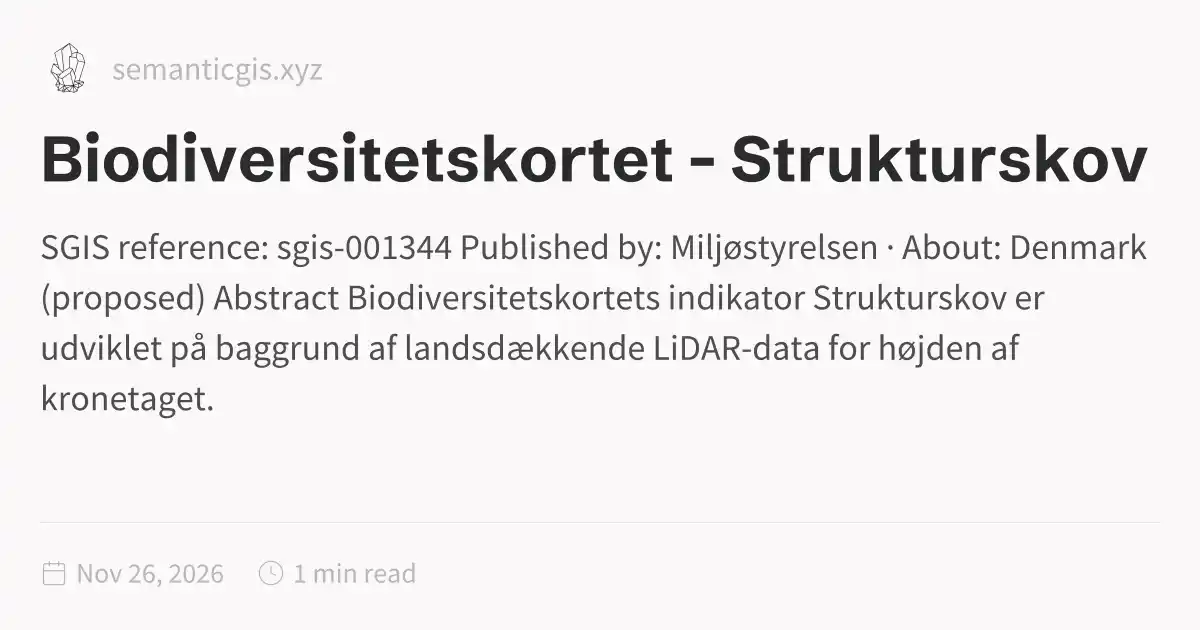 semanticgis.xyz
Biodiversitetskortet - Strukturskov
SGIS reference: sgis-001344 Published by: Miljøstyrelsen · About: Denmark
(proposed) Abstract Biodiversitetskortets indikator Strukturskov er
udviklet på baggrund af landsdækkende LiDAR-data for højden af
kronetaget.
Nov 26, 2026 1 min read